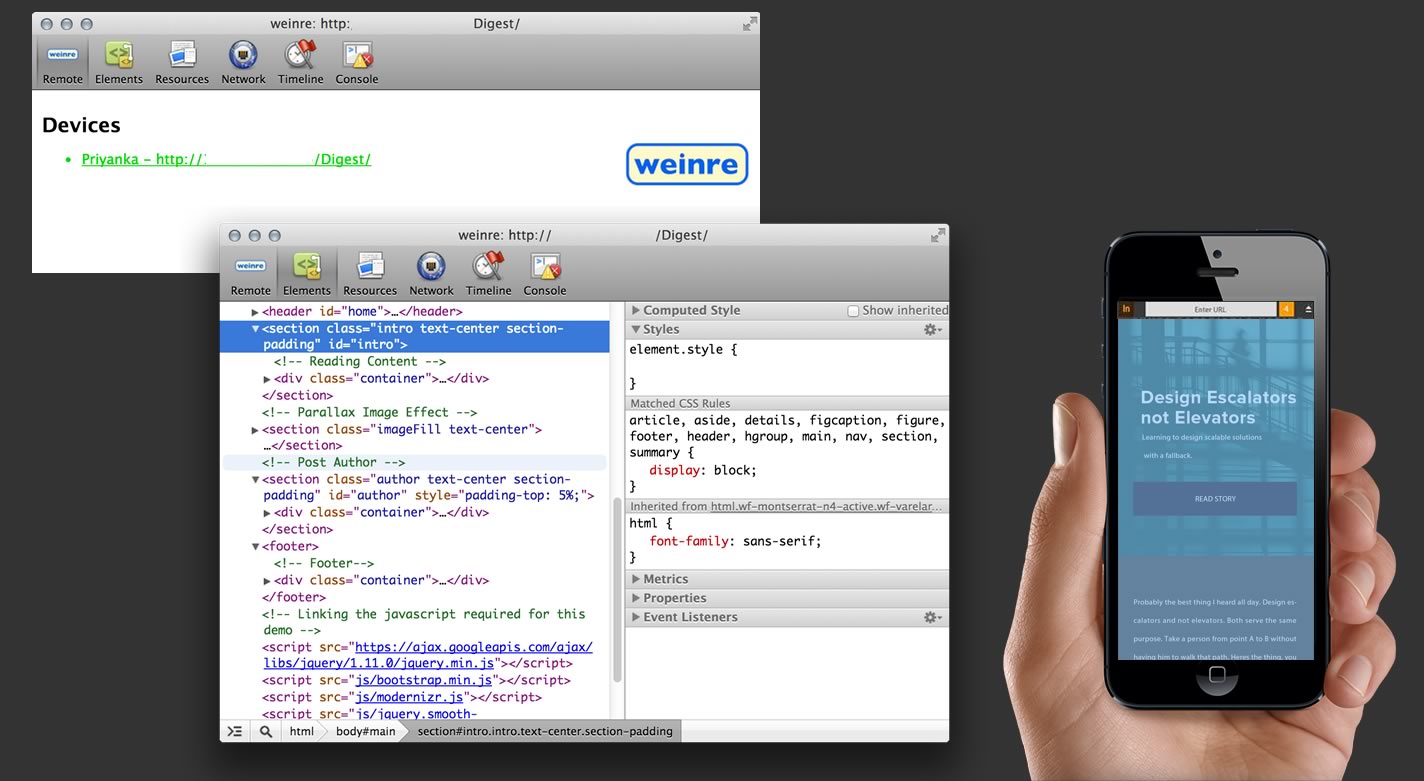 weinre: http: Digest/
weinre
Remote Elements Resources Network Timeline Console
Devices
• Priyanka – http:// /Digest/
weinre
weinre: http:// /Digest/
weinre
Remote Elements Resources Network Timeline Console
<header id="home">…</header>
<section class="intro text-center section-
padding" id="intro">
<!-- Reading Content -->
<div class="container">…</div>
</section>
<!-- Parallax Image Effect -->
<section class="imageFill text-center">
…</section>
<!-- Post Author -->
<section class="author text-center section-
padding" id="author" style="padding-top: 5%;">
<div class="container">…</div>
</section>
<footer>
<!-- Footer-->
<div class="container">…</div>
</footer>
<!-- Linking the javascript required for this
demo -->
<script src="https://ajax.googleapis.com/ajax/
libs/jquery/1.11.0/jquery.min.js"></script>
<script src="js/bootstrap.min.js"></script>
<script src="js/modernizr.js"></script>
<script src="js/jquery.smooth-
html body#main section#intro.intro.text-center.section-padding
Computed Style Show inherited
Styles
element.style {
}
Matched CSS Rules
article, aside, details, figcaption, figure,
footer, header, hgroup, main, nav, section,
summary {
display: block;
}
Inherited from html.wf-montserrat-n4-active.wf-varelar…
html {
font-family: sans-serif;
}
Metrics
Properties
Event Listeners
In Enter URL
Design Escalators
not Elevators
Learning to design scalable solutions
with a fallback.
READ STORY
Probably the best thing I heard all day. Design es-
calators and not elevators. Both serve the same
purpose. Take a person from point A to B without
having him to walk that path. Heres the thing, you